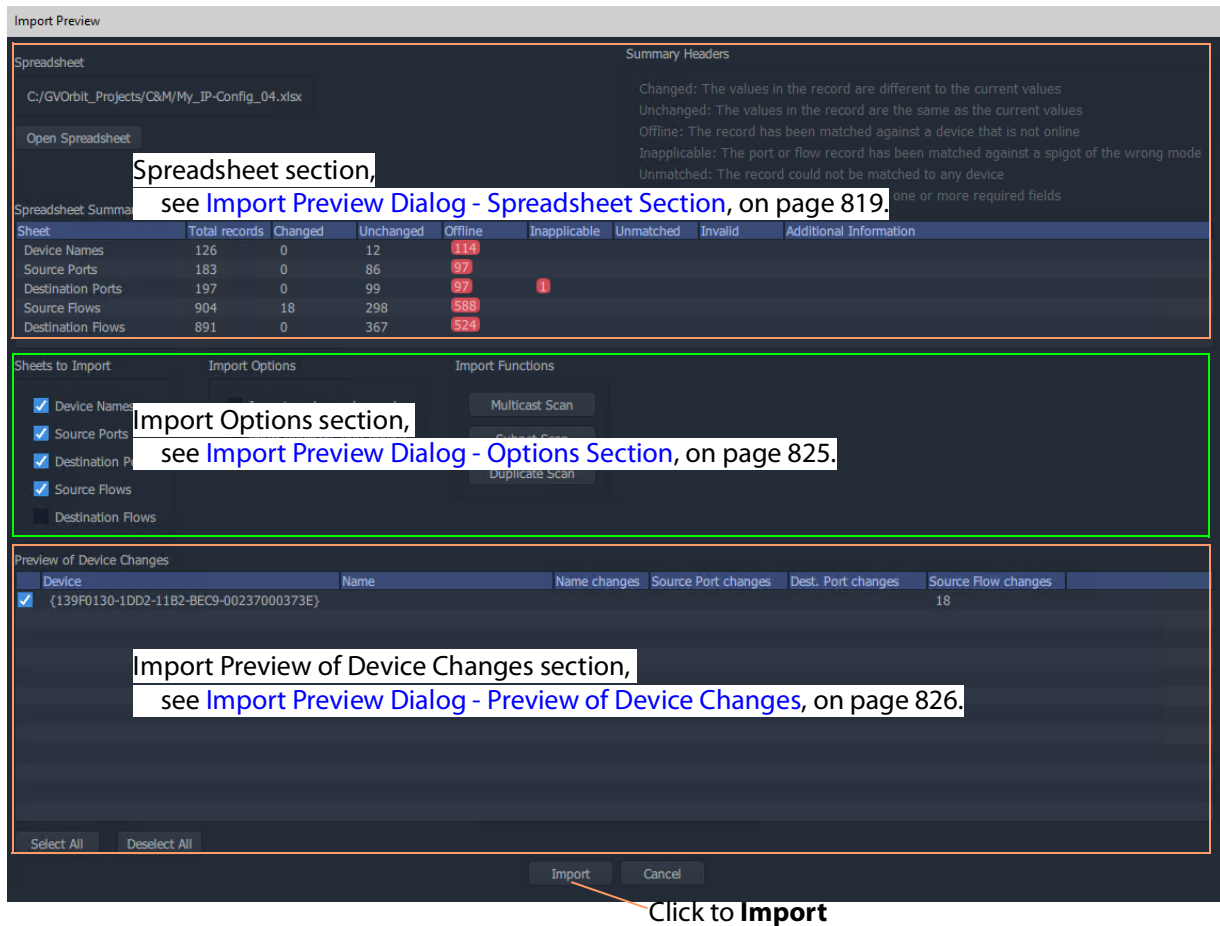 Import Preview
Spreadsheet
C:/GVOrbit_Projects/C&M/My_IP-Config_04.xlsx
Open Spreadsheet
Summary Headers
Changed: The values in the record are different to the current values
Unchanged: The values in the record are the same as the current values
Offline: The record has been matched against a device that is not online
Inapplicable: The port or flow record has been matched against a spigot of the wrong mode
Unmatched: The record could not be matched to any device
one or more required fields
Spreadsheet section,
see Import Preview Dialog - Spreadsheet Section, on page 819.
Spreadsheet
Sheet Total records Changed Unchanged Offline Inapplicable Unmatched Invalid Additional Information
Device Names 126 0 12 114
Source Ports 183 0 86 97
Destination Ports 197 0 99 97 1
Source Flows 904 18 298 588
Destination Flows 891 0 367 524
Sheets to Import Import Options Import Functions
Device Names
Source Ports
Destination
Source Flows
Destination Flows
Multicast Scan
Duplicate Scan
Import Options section,
see Import Preview Dialog - Options Section, on page 825.
Preview of Device Changes
Device Name Name changes Source Port changes Dest. Port changes Source Flow changes
{139F0130-1DD2-11B2-BEC9-00237000373E} 18
Import Preview of Device Changes section,
see Import Preview Dialog - Preview of Device Changes, on page 826.
Select All Deselect All
Import Cancel
Click to Import